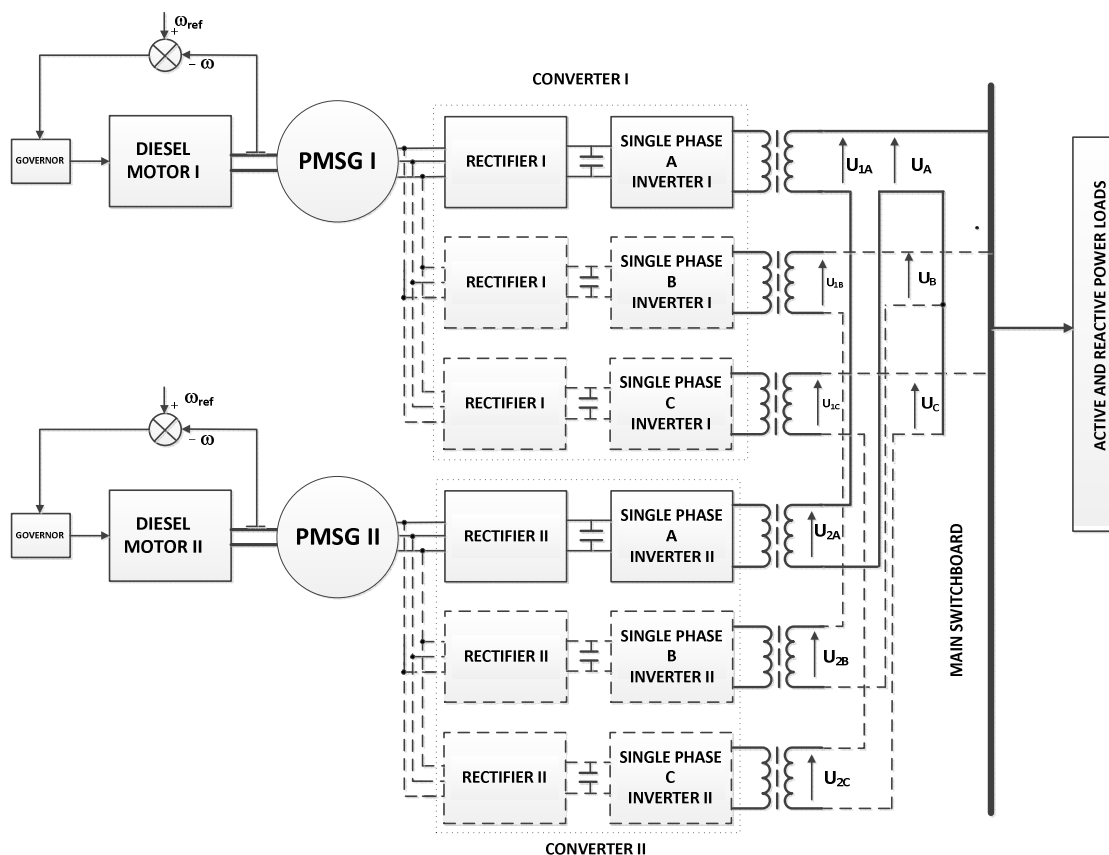 ωref
+
– ω
CONVERTER I
GOVERNOR
DIESEL
MOTOR I
PMSG I
RECTIFIER I
SINGLE PHASE
A
INVERTER I
U1A
UA
RECTIFIER I
SINGLE PHASE
B
INVERTER I
U1B
UB
RECTIFIER I
SINGLE PHASE
C
INVERTER I
U1C
UC
ACTIVE AND REACTIVE POWER LOADS
MAIN SWITCHBOARD
ωref
+
– ω
GOVERNOR
DIESEL
MOTOR II
PMSG II
RECTIFIER II
SINGLE PHASE
A
INVERTER II
U2A
RECTIFIER II
SINGLE PHASE
B
INVERTER II
U2B
RECTIFIER II
SINGLE PHASE
C
INVERTER II
U2C
CONVERTER II